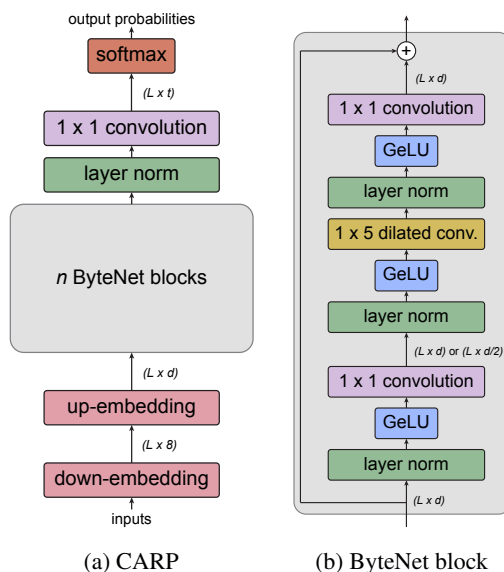 output probabilities
softmax
(L x t)
1 x 1 convolution
layer norm
n ByteNet blocks
(L x d)
up-embedding
(L x 8)
down-embedding
inputs
(a) CARP
+
(L x d)
1 x 1 convolution
GeLU
layer norm
1 x 5 dilated conv.
GeLU
layer norm
(L x d) or (L x d/2)
1 x 1 convolution
GeLU
layer norm
(L x d)
(b) ByteNet block